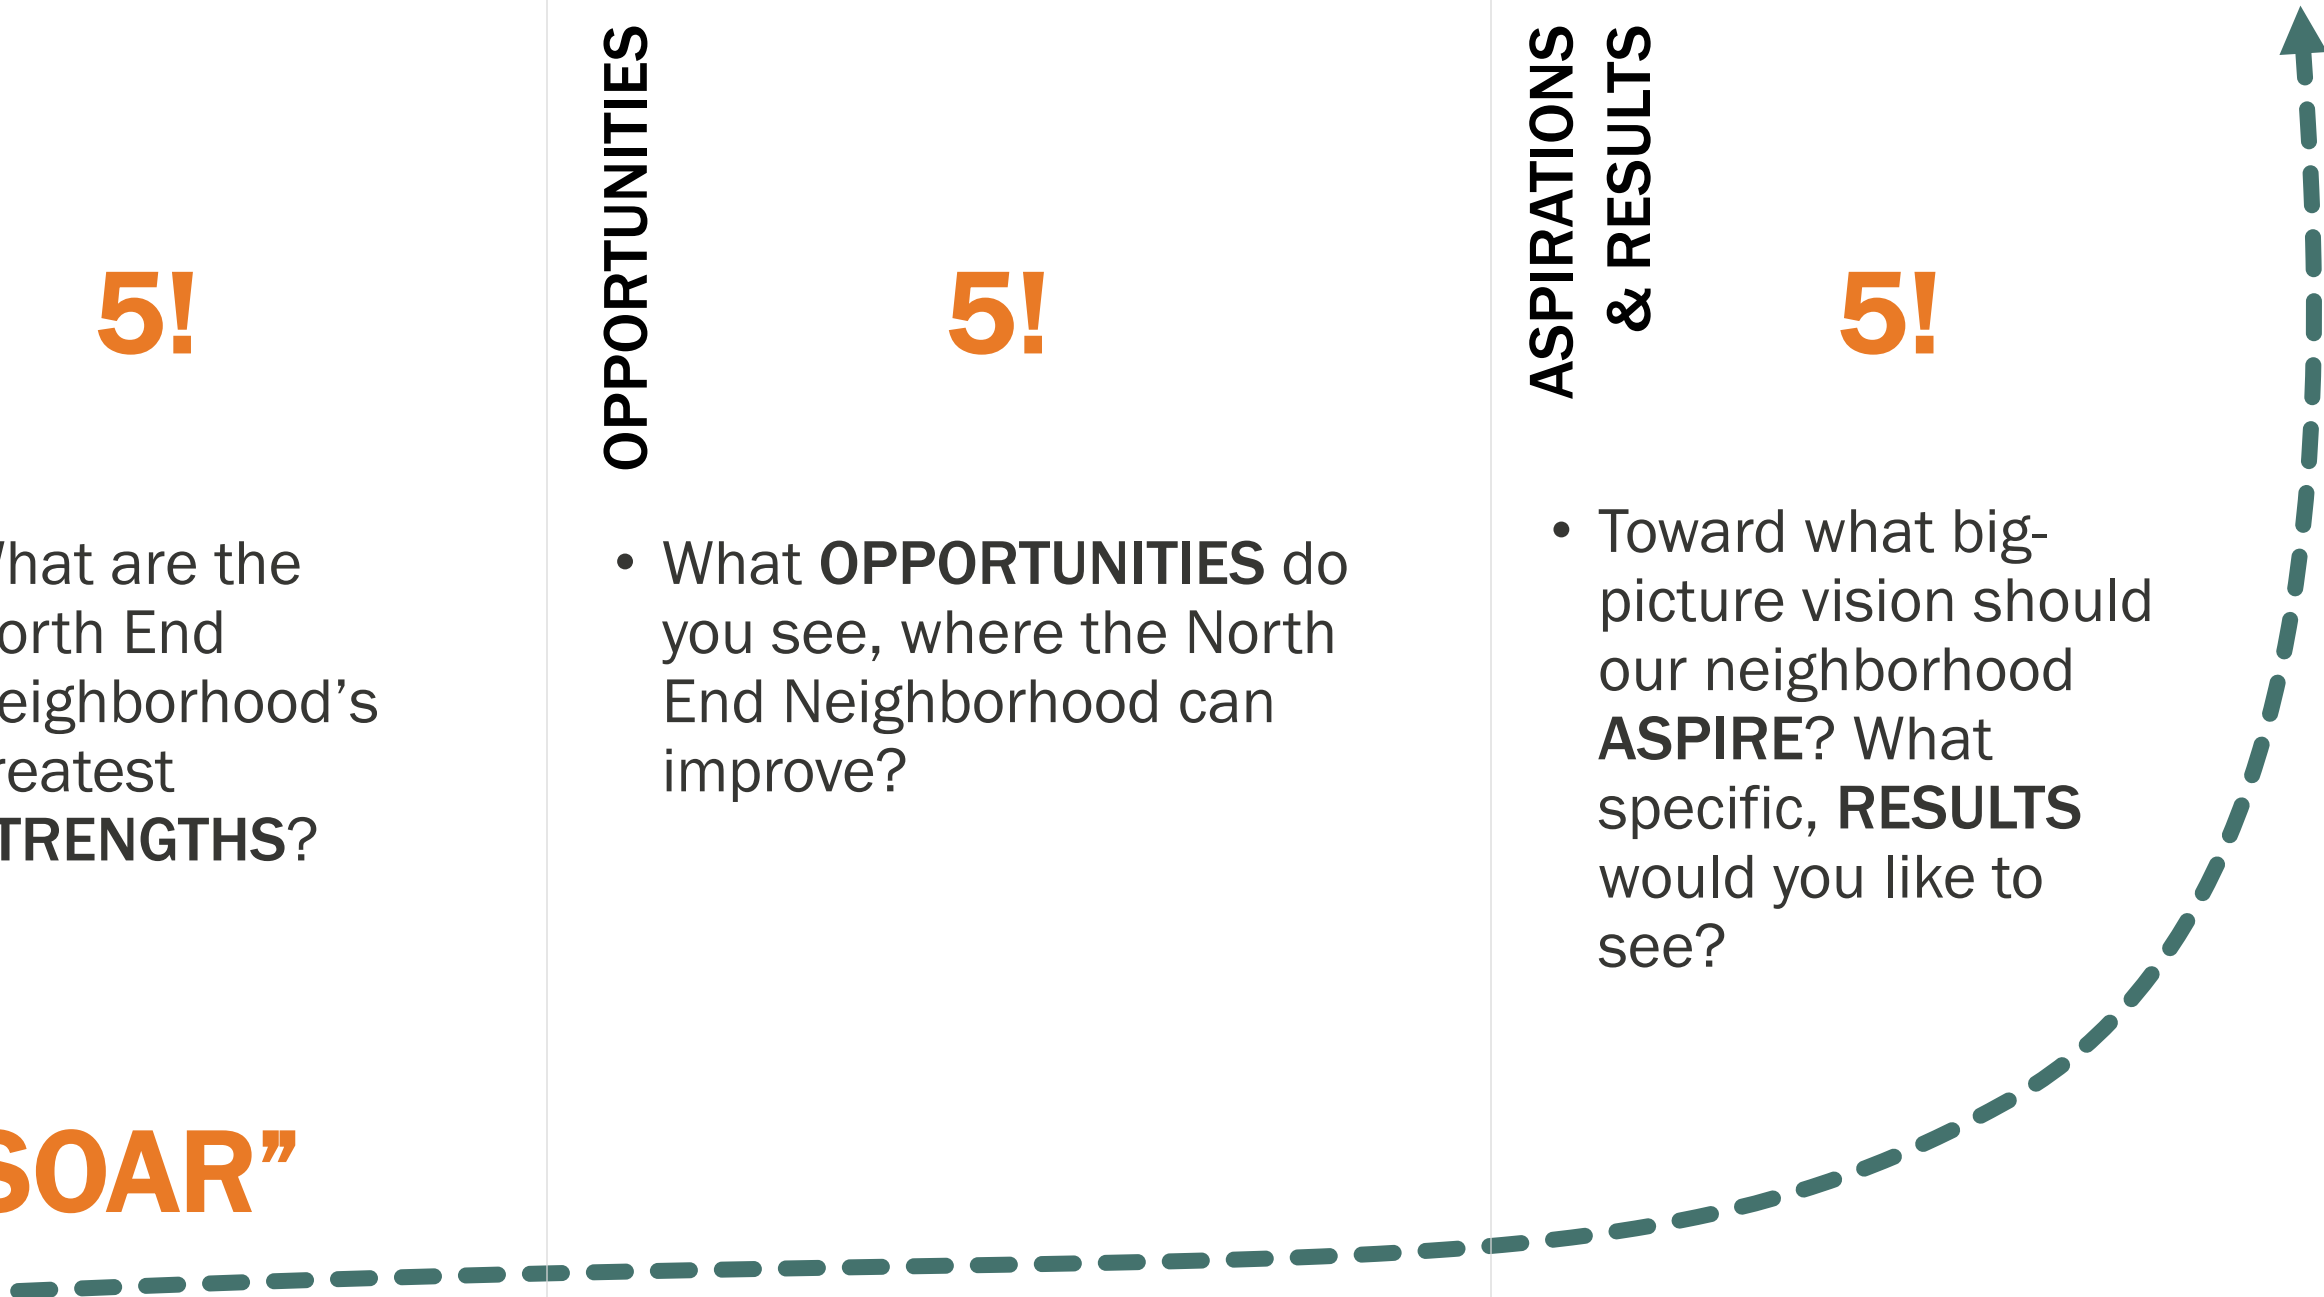 5!
hat are the
orth End
eighborhood’s
reatest
TRENGTHS?
SOAR”
OPPORTUNITIES
5!
• What OPPORTUNITIES do
you see, where the North
End Neighborhood can
improve?
ASPIRATIONS
& RESULTS
5!
• Toward what big-
picture vision should
our neighborhood
ASPIRE? What
specific, RESULTS
would you like to
see?